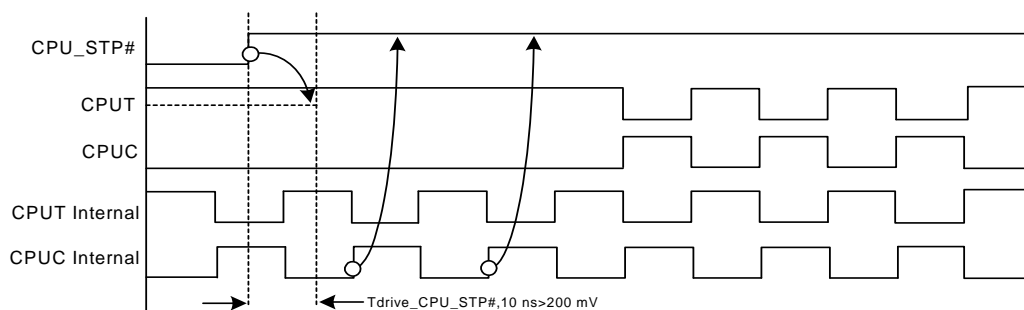 CPU_STP#
CPUT
CPUC
CPUT Internal
CPUC Internal
Tdrive_CPU_STP#,10 ns>200 mV